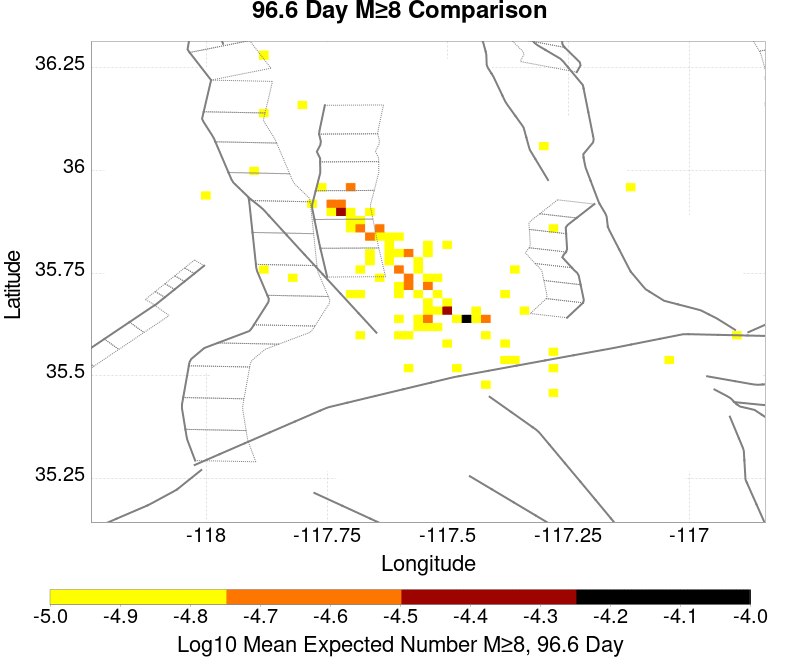 96.6 Day M≥8 Comparison
36.25
36
35.75
35.5
35.25
Latitude
-118 -117.75 -117.5 -117.25 -117
Longitude
-5.0 -4.9 -4.8 -4.7 -4.6 -4.5 -4.4 -4.3 -4.2 -4.1 -4.0
Log10 Mean Expected Number M≥8, 96.6 Day